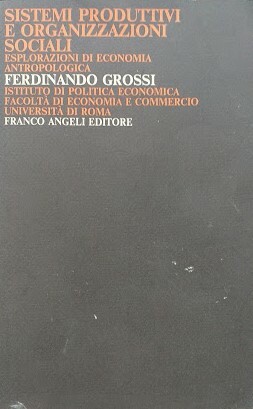 SISTEMI PRODUTTIVI
E ORGANIZZAZIONI
SOCIALI
ESPLORAZIONI DI ECONOMIA
ANTROPOLOGICA
FERDINANDO GROSSI
ISTITUTO DI POLITICA ECONOMICA
FACOLTÀ DI ECONOMIA E COMMERCIO
UNIVERSITÀ DI ROMA
FRANCO ANGELI EDITORE